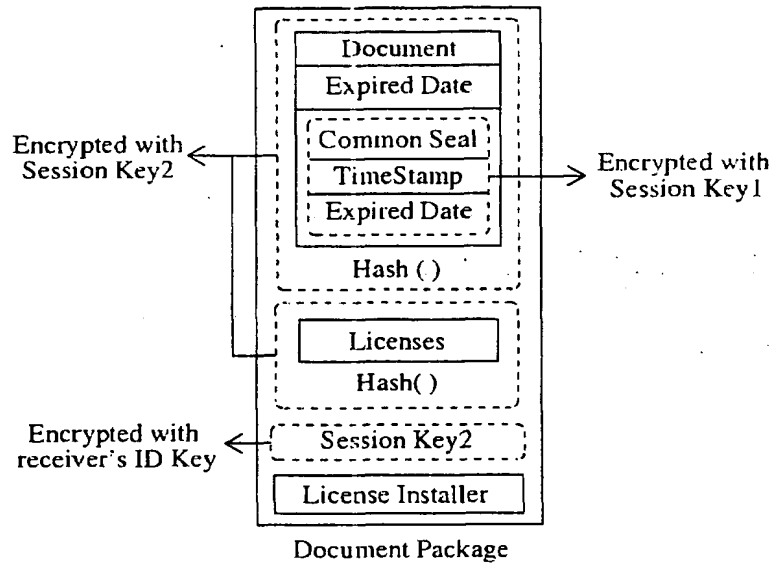 Document
Expired Date
Common Seal
TimeStamp
Expired Date
Hash ( )
Encrypted with
Session Key2
Encrypted with
Session Key1
Licenses
Hash( )
Encrypted with
receiver's ID Key
Session Key2
License Installer
Document Package